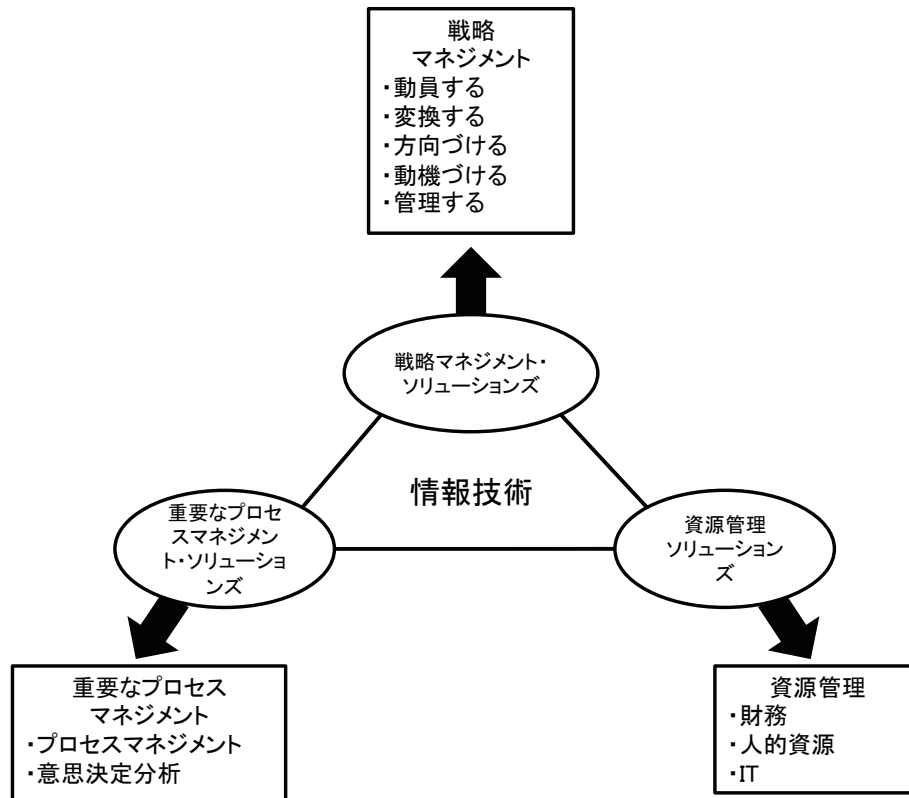 戦略
マネジメント
・動員する
・変換する
・方向づける
・動機づける
・管理する
戦略マネジメント・
ソリューションズ
情報技術
重要なプロセ
スマネジメン
ト・ソリューショ
ンズ
資源管理
ソリューション
ズ
重要なプロセス
マネジメント
・プロセスマネジメント
・意思決定分析
資源管理
・財務
・人的資源
・IT